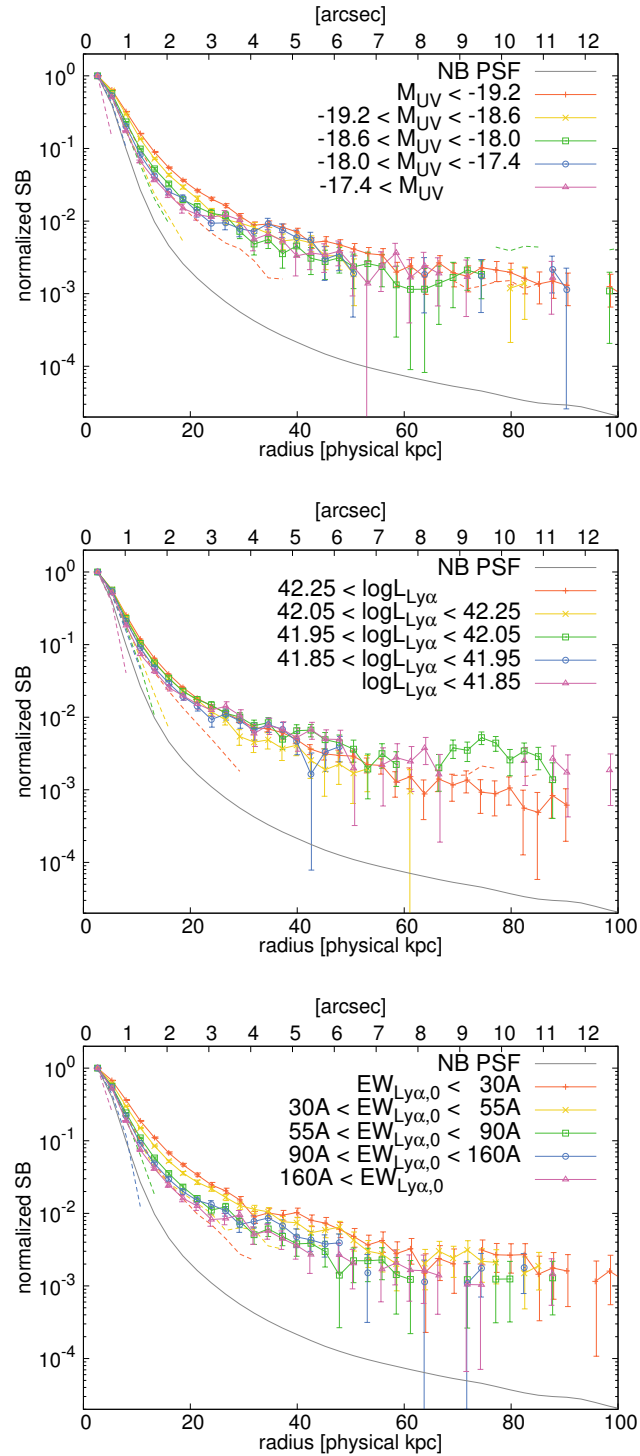 [arcsec]
0 1 2 3 4 5 6 7 8 9 10 11 12
10^0
10^-1
10^-2
10^-3
10^-4
normalized SB
NB PSF
M_UV < -19.2
-19.2 < M_UV < -18.6
-18.6 < M_UV < -18.0
-18.0 < M_UV < -17.4
-17.4 < M_UV
0 20 40 60 80 100
radius [physical kpc]
[arcsec]
0 1 2 3 4 5 6 7 8 9 10 11 12
10^0
10^-1
10^-2
10^-3
10^-4
normalized SB
NB PSF
42.25 < logL_Lyα
42.05 < logL_Lyα < 42.25
41.95 < logL_Lyα < 42.05
41.85 < logL_Lyα < 41.95
logL_Lyα < 41.85
0 20 40 60 80 100
radius [physical kpc]
[arcsec]
0 1 2 3 4 5 6 7 8 9 10 11 12
10^0
10^-1
10^-2
10^-3
10^-4
normalized SB
NB PSF
EW_Lyα,0 < 30A
30A < EW_Lyα,0 < 55A
55A < EW_Lyα,0 < 90A
90A < EW_Lyα,0 < 160A
160A < EW_Lyα,0
0 20 40 60 80 100
radius [physical kpc]